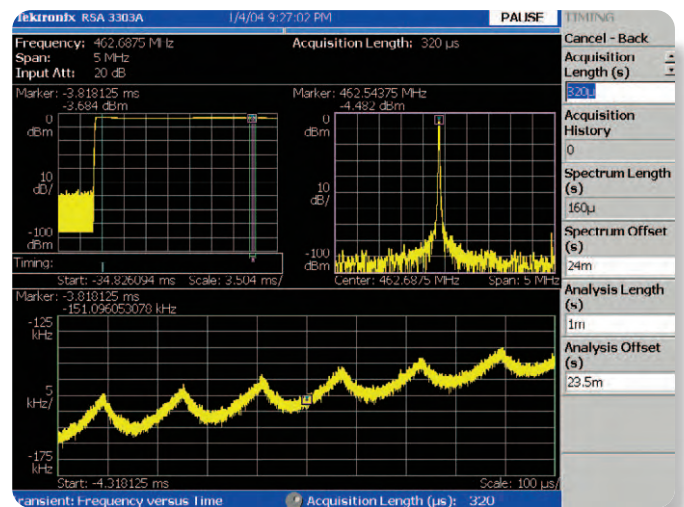 Tektronix RSA 3303A 1/4/04 9:27:02 PM PAUSE TIMING
Frequency: 462.6875 MHz Acquisition Length: 320 µs
Span: 5 MHz
Input Att: 20 dB
Cancel - Back
Acquisition
Length (s)
320µ
Acquisition
History
0
Spectrum Length
(s)
160µ
Spectrum Offset
(s)
24m
Analysis Length
(s)
1m
Analysis Offset
(s)
23.5m
Marker: -3.818125 ms
-3.684 dBm
0
dBm
10
dB/
-100
dBm
Timing:
Start: -34.826094 ms Scale: 3.504 ms/
Marker: 462.54375 MHz
-4.482 dBm
0
dBm
10
dB/
-100
dBm
Center: 462.6875 MHz Span: 5 MHz
Marker: -3.818125 ms
-151.096053078 kHz
-125
kHz
5
kHz/
-175
kHz
Start: -4.318125 ms Scale: 100 µs/
Transient: Frequency versus Time Acquisition Length (µs): 320